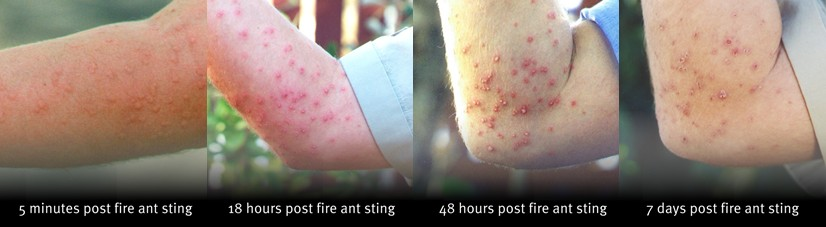 5 minutes post fire ant sting
18 hours post fire ant sting
48 hours post fire ant sting
7 days post fire ant sting